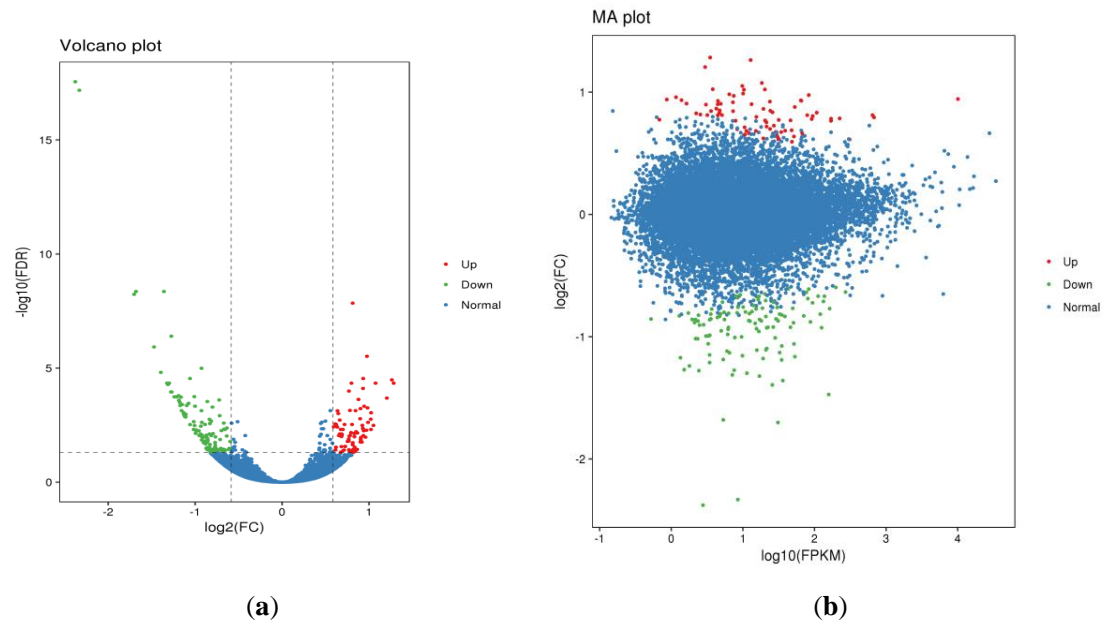 Volcano plot
-log10(FDR)
15
10
5
0
-2
-1
0
1
log2(FC)
Up
Down
Normal
(a)
MA plot
log2(FC)
1
0
-1
-2
-1
0
1
2
3
4
log10(FPKM)
Up
Down
Normal
(b)